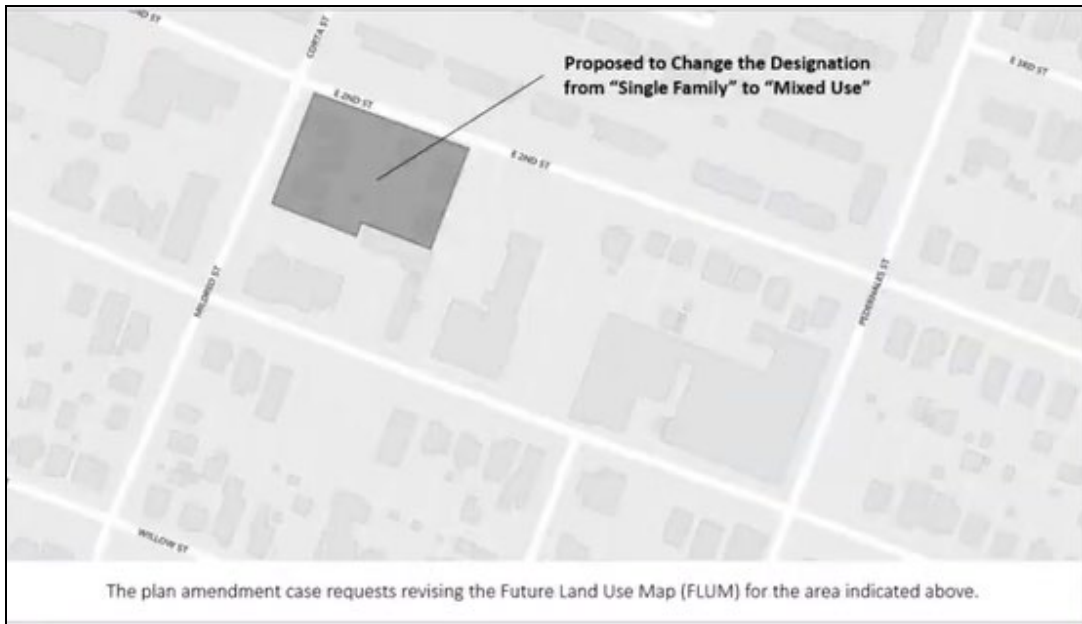 ND ST
CORTA ST
E 3RD ST
Proposed to Change the Designation
from “Single Family” to “Mixed Use”
E 2ND ST
E 2ND ST
MILDRED ST
PEDERNALES ST
WILLOW ST
The plan amendment case requests revising the Future Land Use Map (FLUM) for the area indicated above.